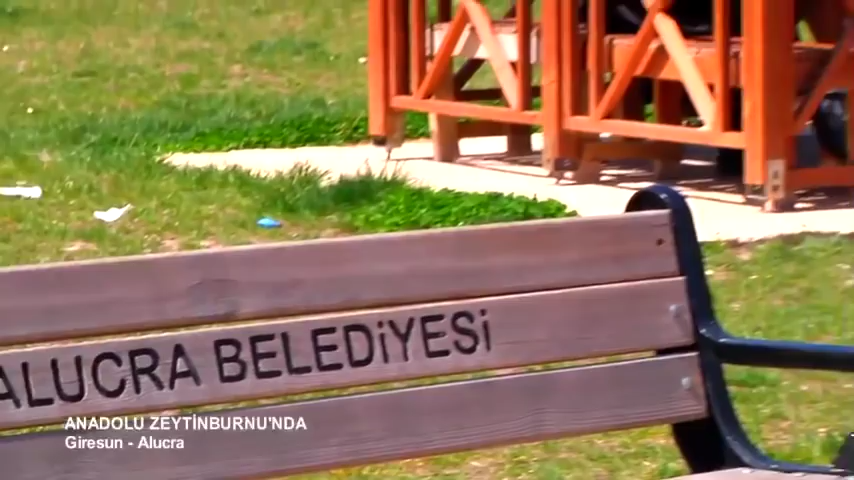 ALUCRA BELEDİYESİ
ANADOLU ZEYTİNBURNU'NDA
Giresun - Alucra